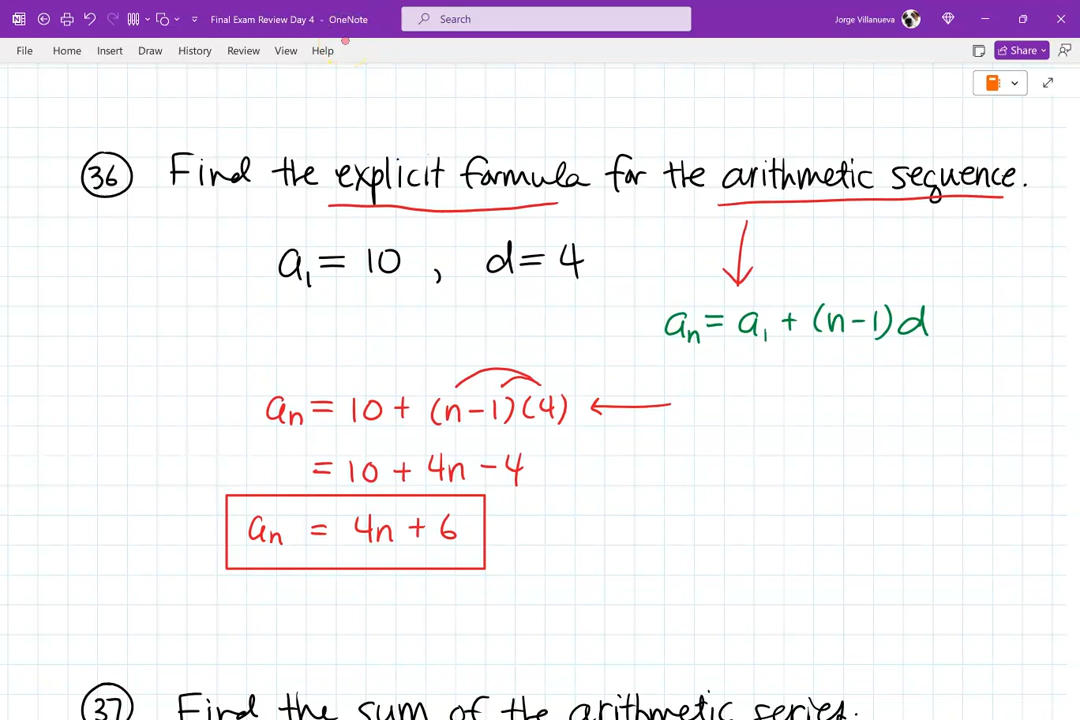 Final Exam Review Day 4 - OneNote
Search
Jorge Villanueva
File Home Insert Draw History Review View Help
Share
36 Find the explicit formula for the arithmetic sequence.
a₁ = 10 , d = 4
aₙ = a₁ + (n-1)d
aₙ = 10 + (n-1)(4)
= 10 + 4n - 4
aₙ = 4n + 6
37 Find the sum of the arithmetic series.